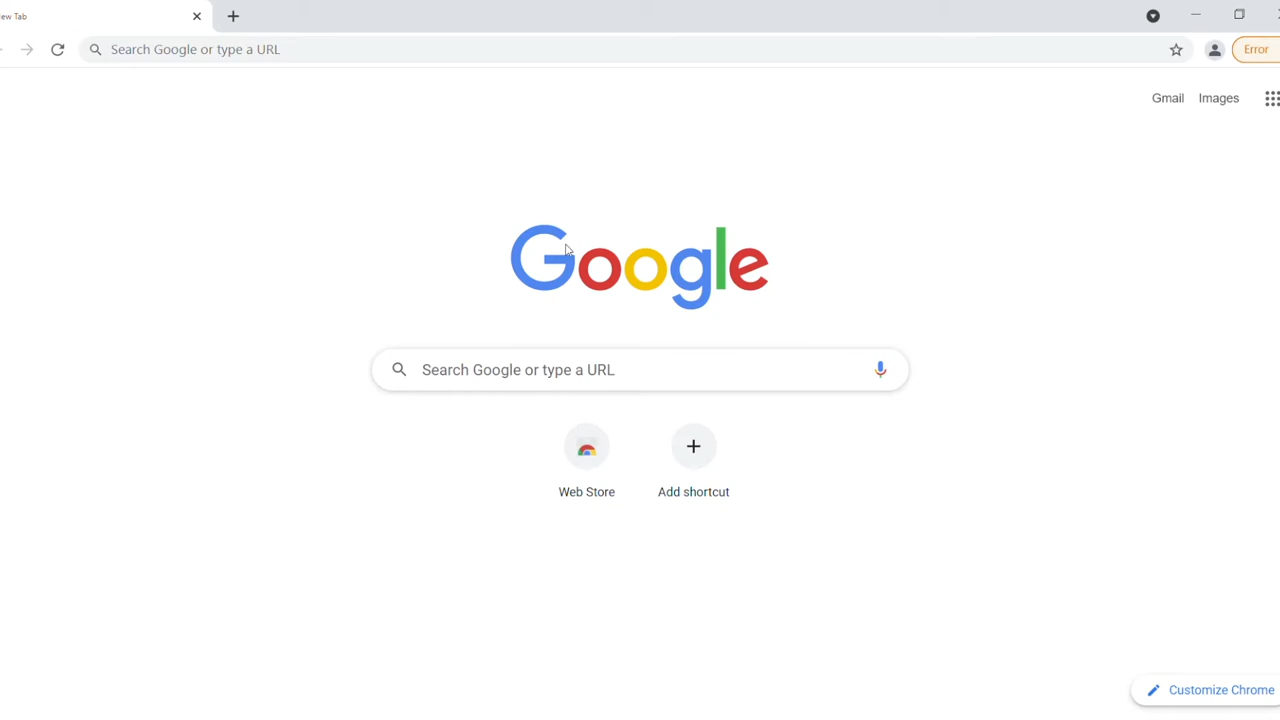 ew Tab
Search Google or type a URL
Error
Gmail Images
Google
Search Google or type a URL
Web Store Add shortcut
Customize Chrome